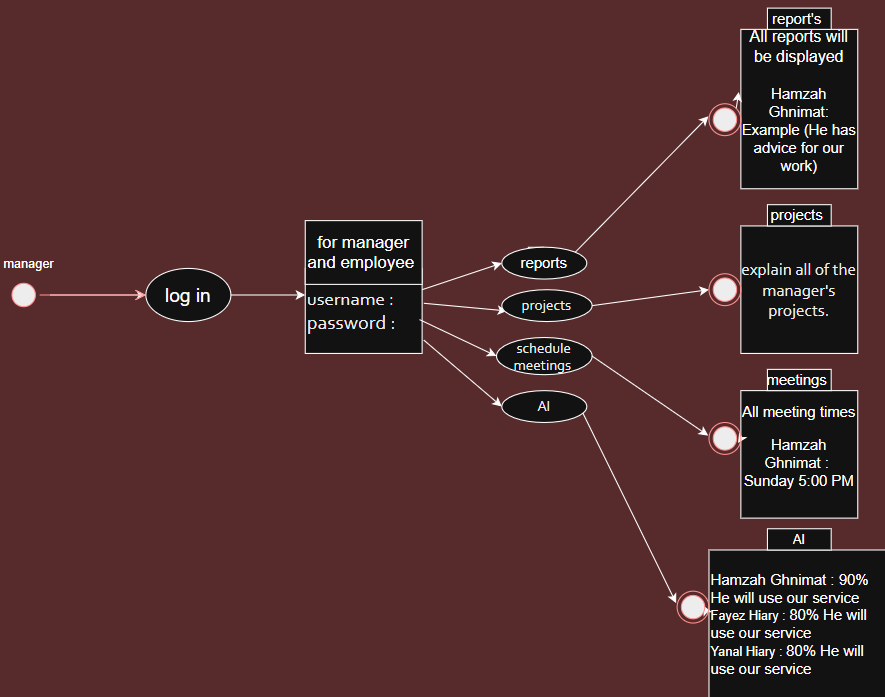 manager
log in
for manager
and employee
username :
password :
reports
projects
schedule
meetings
AI
report's
All reports will
be displayed
Hamzah
Ghnimat:
Example (He has
advice for our
work)
projects
explain all of the
manager's
projects.
meetings
All meeting times
Hamzah
Ghnimat :
Sunday 5:00 PM
AI
Hamzah Ghnimat : 90%
He will use our service
Fayez Hiary : 80% He will
use our service
Yanal Hiary : 80% He will
use our service